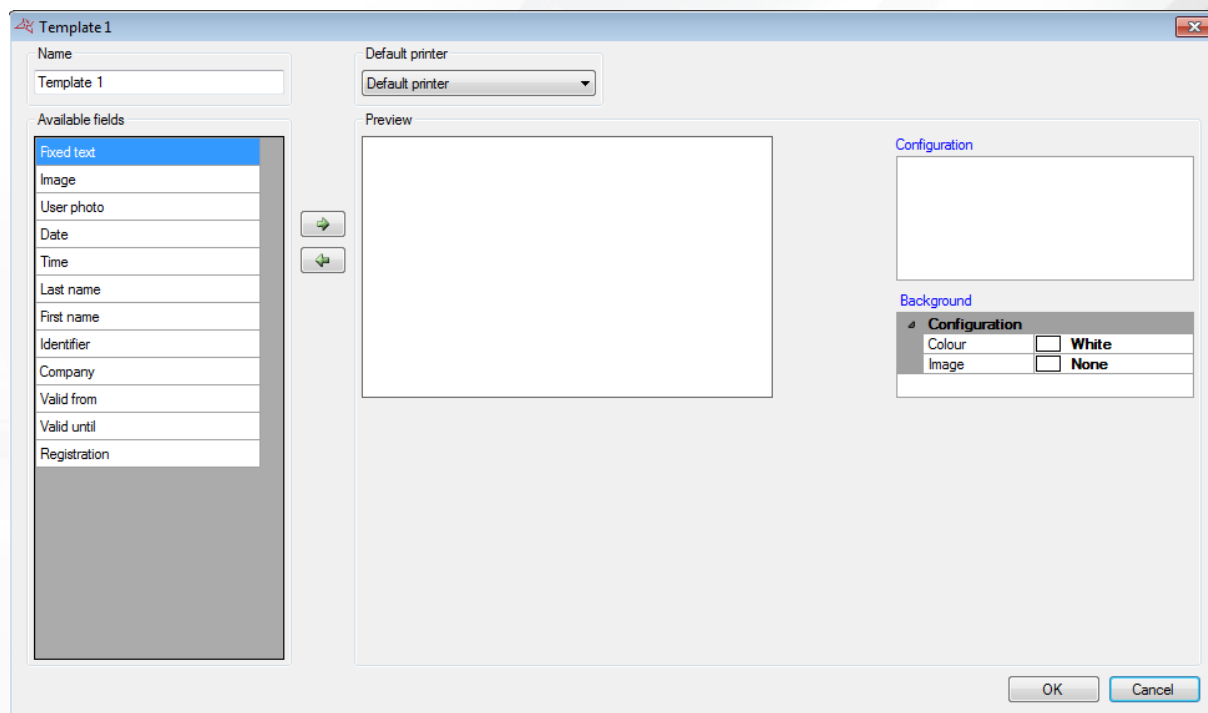 Template 1
Name
Template 1
Default printer
Default printer
Available fields
Fixed text
Image
User photo
Date
Time
Last name
First name
Identifier
Company
Valid from
Valid until
Registration
Preview
Configuration
Background
Configuration
Colour White
Image None
OK Cancel